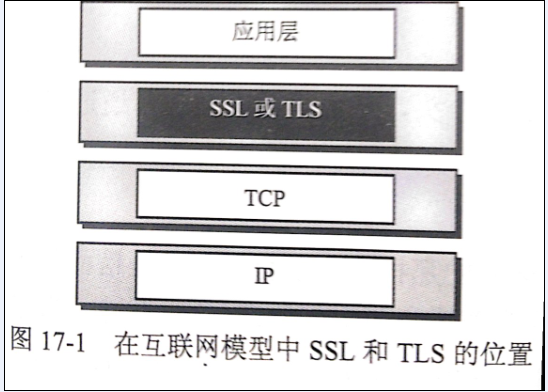 应用层
SSL 或 TLS
TCP
IP
图 17-1 在互联网模型中 SSL 和 TLS 的位置